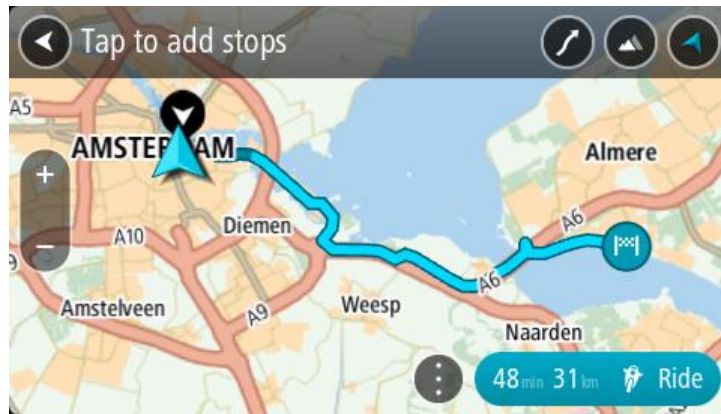 Tap to add stops
A5
AMSTERDAM
Almere
+
−
A10
Diemen
A6
A6
Amstelveen
A9
Weesp
Naarden
48 min 31 km Ride